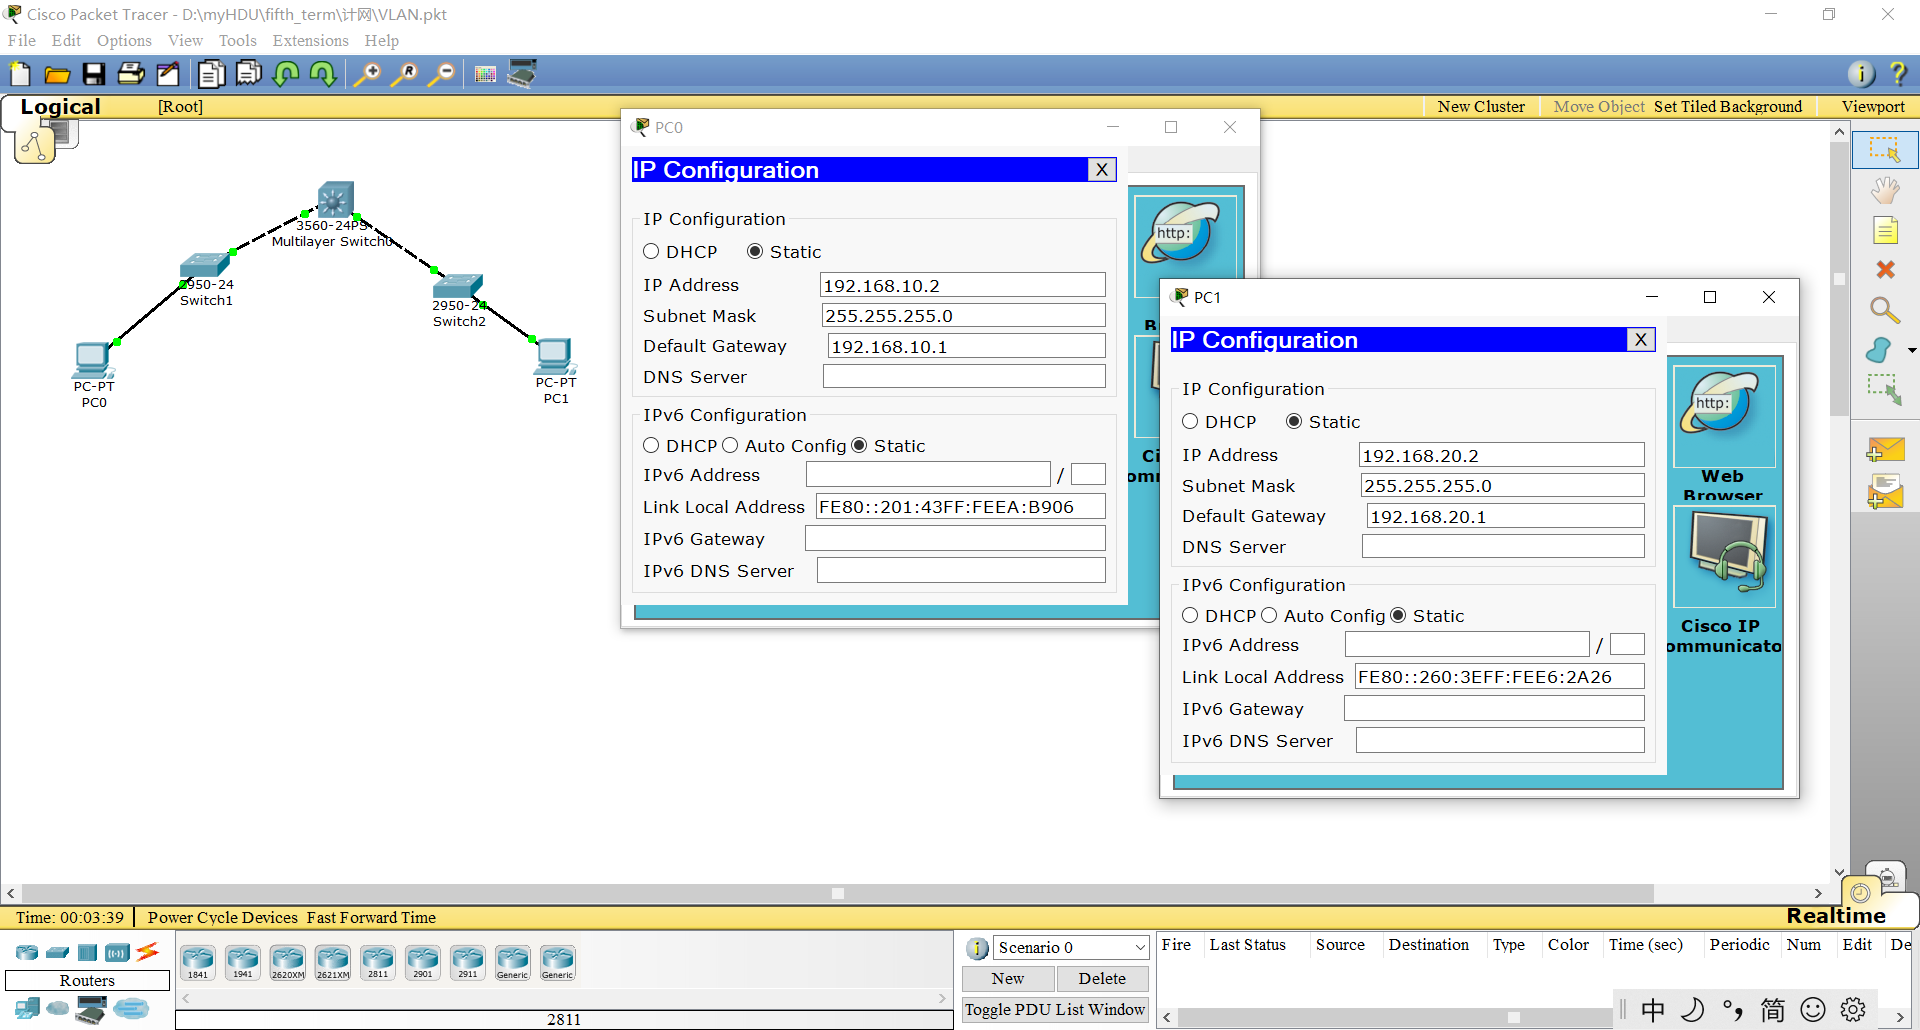 Cisco Packet Tracer - D:\myHDU\fifth_term\计网\VLAN.pkt
File Edit Options View Tools Extensions Help
Logical [Root] New Cluster Move Object Set Tiled Background Viewport
3560-24PS
Multilayer Switch0
2950-24
Switch1
2950-24
Switch2
PC-PT
PC0
PC-PT
PC1
PC0
IP Configuration X
IP Configuration
DHCP Static
IP Address 192.168.10.2
Subnet Mask 255.255.255.0
Default Gateway 192.168.10.1
DNS Server
IPv6 Configuration
DHCP Auto Config Static
IPv6 Address /
Link Local Address FE80::201:43FF:FEEA:B906
IPv6 Gateway
IPv6 DNS Server
http:
B
Ci
om
PC1
IP Configuration X
IP Configuration
DHCP Static
IP Address 192.168.20.2
Subnet Mask 255.255.255.0
Default Gateway 192.168.20.1
DNS Server
IPv6 Configuration
DHCP Auto Config Static
IPv6 Address /
Link Local Address FE80::260:3EFF:FEE6:2A26
IPv6 Gateway
IPv6 DNS Server
http:
Web
Browser
Cisco IP
ommunicato
Time: 00:03:39 Power Cycle Devices Fast Forward Time
Realtime
Routers
1841 1941 2620XM 2621XM 2811 2901 2911 Generic Generic
2811
Scenario 0
New Delete
Toggle PDU List Window
Fire Last Status Source Destination Type Color Time (sec) Periodic Num Edit De
中 简